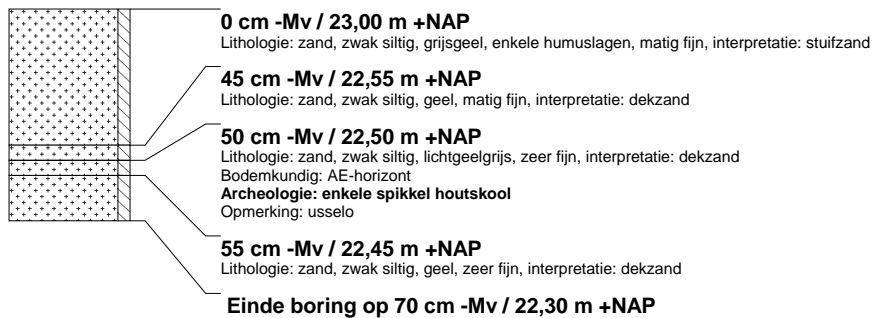 0 cm -Mv / 23,00 m +NAP
Lithologie: zand, zwak siltig, grijsgeel, enkele humuslagen, matig fijn, interpretatie: stuifzand
45 cm -Mv / 22,55 m +NAP
Lithologie: zand, zwak siltig, geel, matig fijn, interpretatie: dekzand
50 cm -Mv / 22,50 m +NAP
Lithologie: zand, zwak siltig, lichtgeelgrijs, zeer fijn, interpretatie: dekzand
Bodemkundig: AE-horizont
Archeologie: enkele spikkel houtskool
Opmerking: usselo
55 cm -Mv / 22,45 m +NAP
Lithologie: zand, zwak siltig, geel, zeer fijn, interpretatie: dekzand
Einde boring op 70 cm -Mv / 22,30 m +NAP